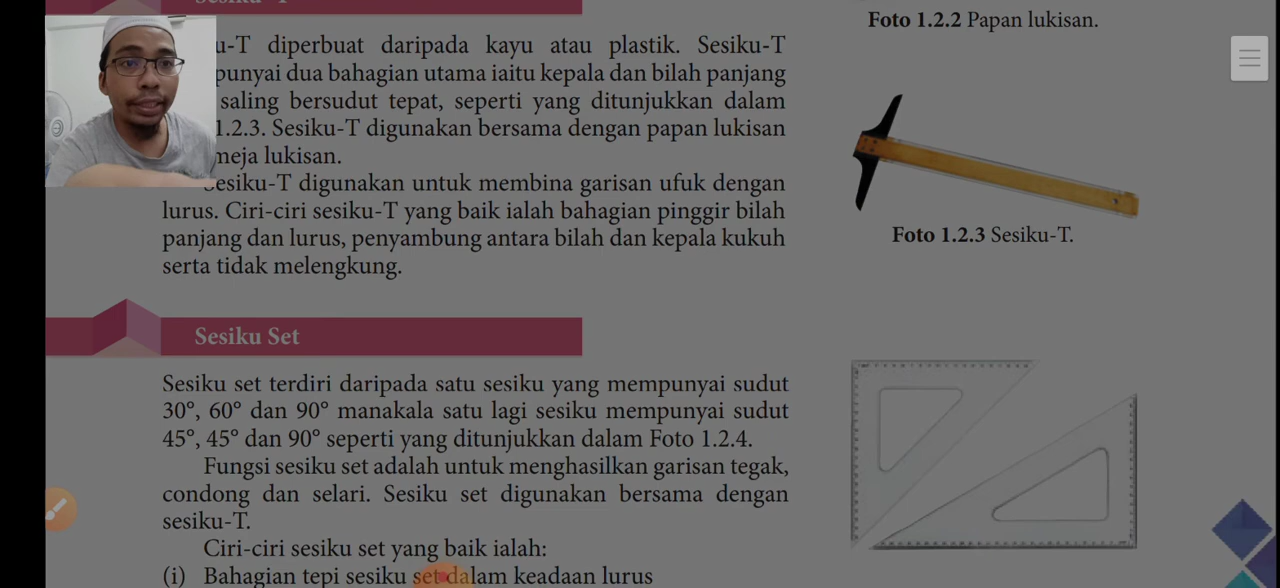 Foto 1.2.2 Papan lukisan.
diperbuat daripada kayu atau plastik. Sesiku-T
dua bahagian utama iaitu kepala dan bilah panjang
saling bersudut tepat, seperti yang ditunjukkan dalam
1.2.3. Sesiku-T digunakan bersama dengan papan lukisan
meja lukisan.
Sesiku-T digunakan untuk membina garisan ufuk dengan
lurus. Ciri-ciri sesiku-T yang baik ialah bahagian pinggir bilah
panjang dan lurus, penyambung antara bilah dan kepala kukuh
serta tidak melengkung.
Foto 1.2.3 Sesiku-T.
Sesiku Set
Sesiku set terdiri daripada satu sesiku yang mempunyai sudut
30°, 60° dan 90° manakala satu lagi sesiku mempunyai sudut
45°, 45° dan 90° seperti yang ditunjukkan dalam Foto 1.2.4.
Fungsi sesiku set adalah untuk menghasilkan garisan tegak,
condong dan selari. Sesiku set digunakan bersama dengan
sesiku-T.
Ciri-ciri sesiku set yang baik ialah:
(i) Bahagian tepi sesiku set dalam keadaan lurus